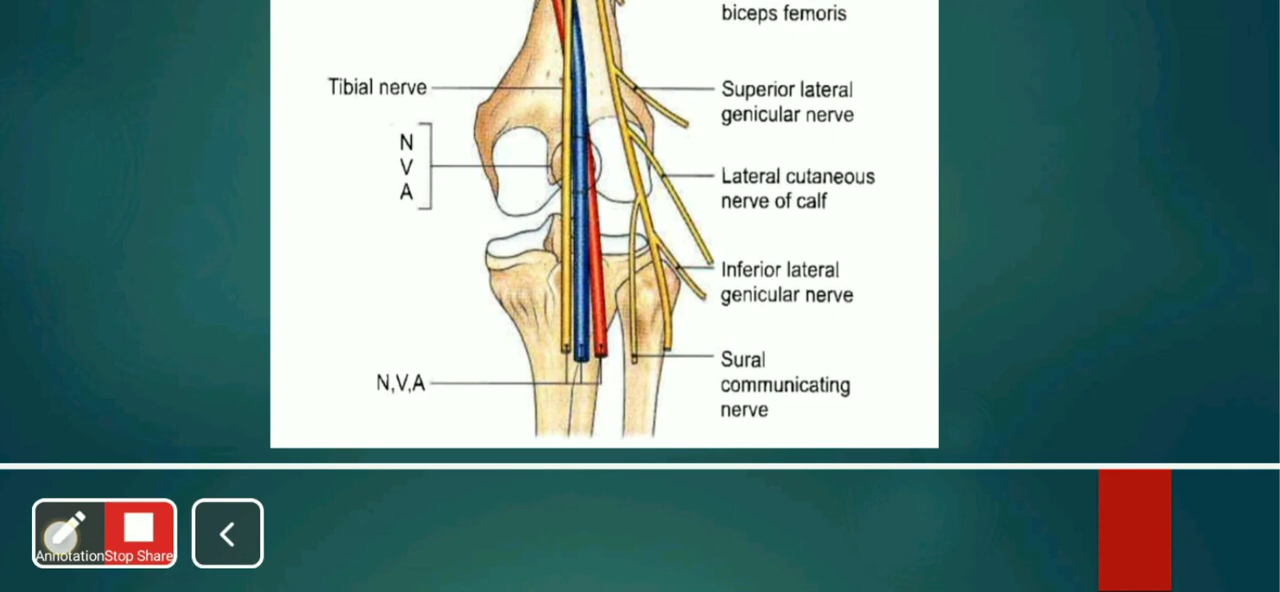 biceps femoris
Tibial nerve
Superior lateral
genicular nerve
N
V
A
Lateral cutaneous
nerve of calf
Inferior lateral
genicular nerve
Sural
communicating
nerve
N,V,A
Annotation
Stop Share